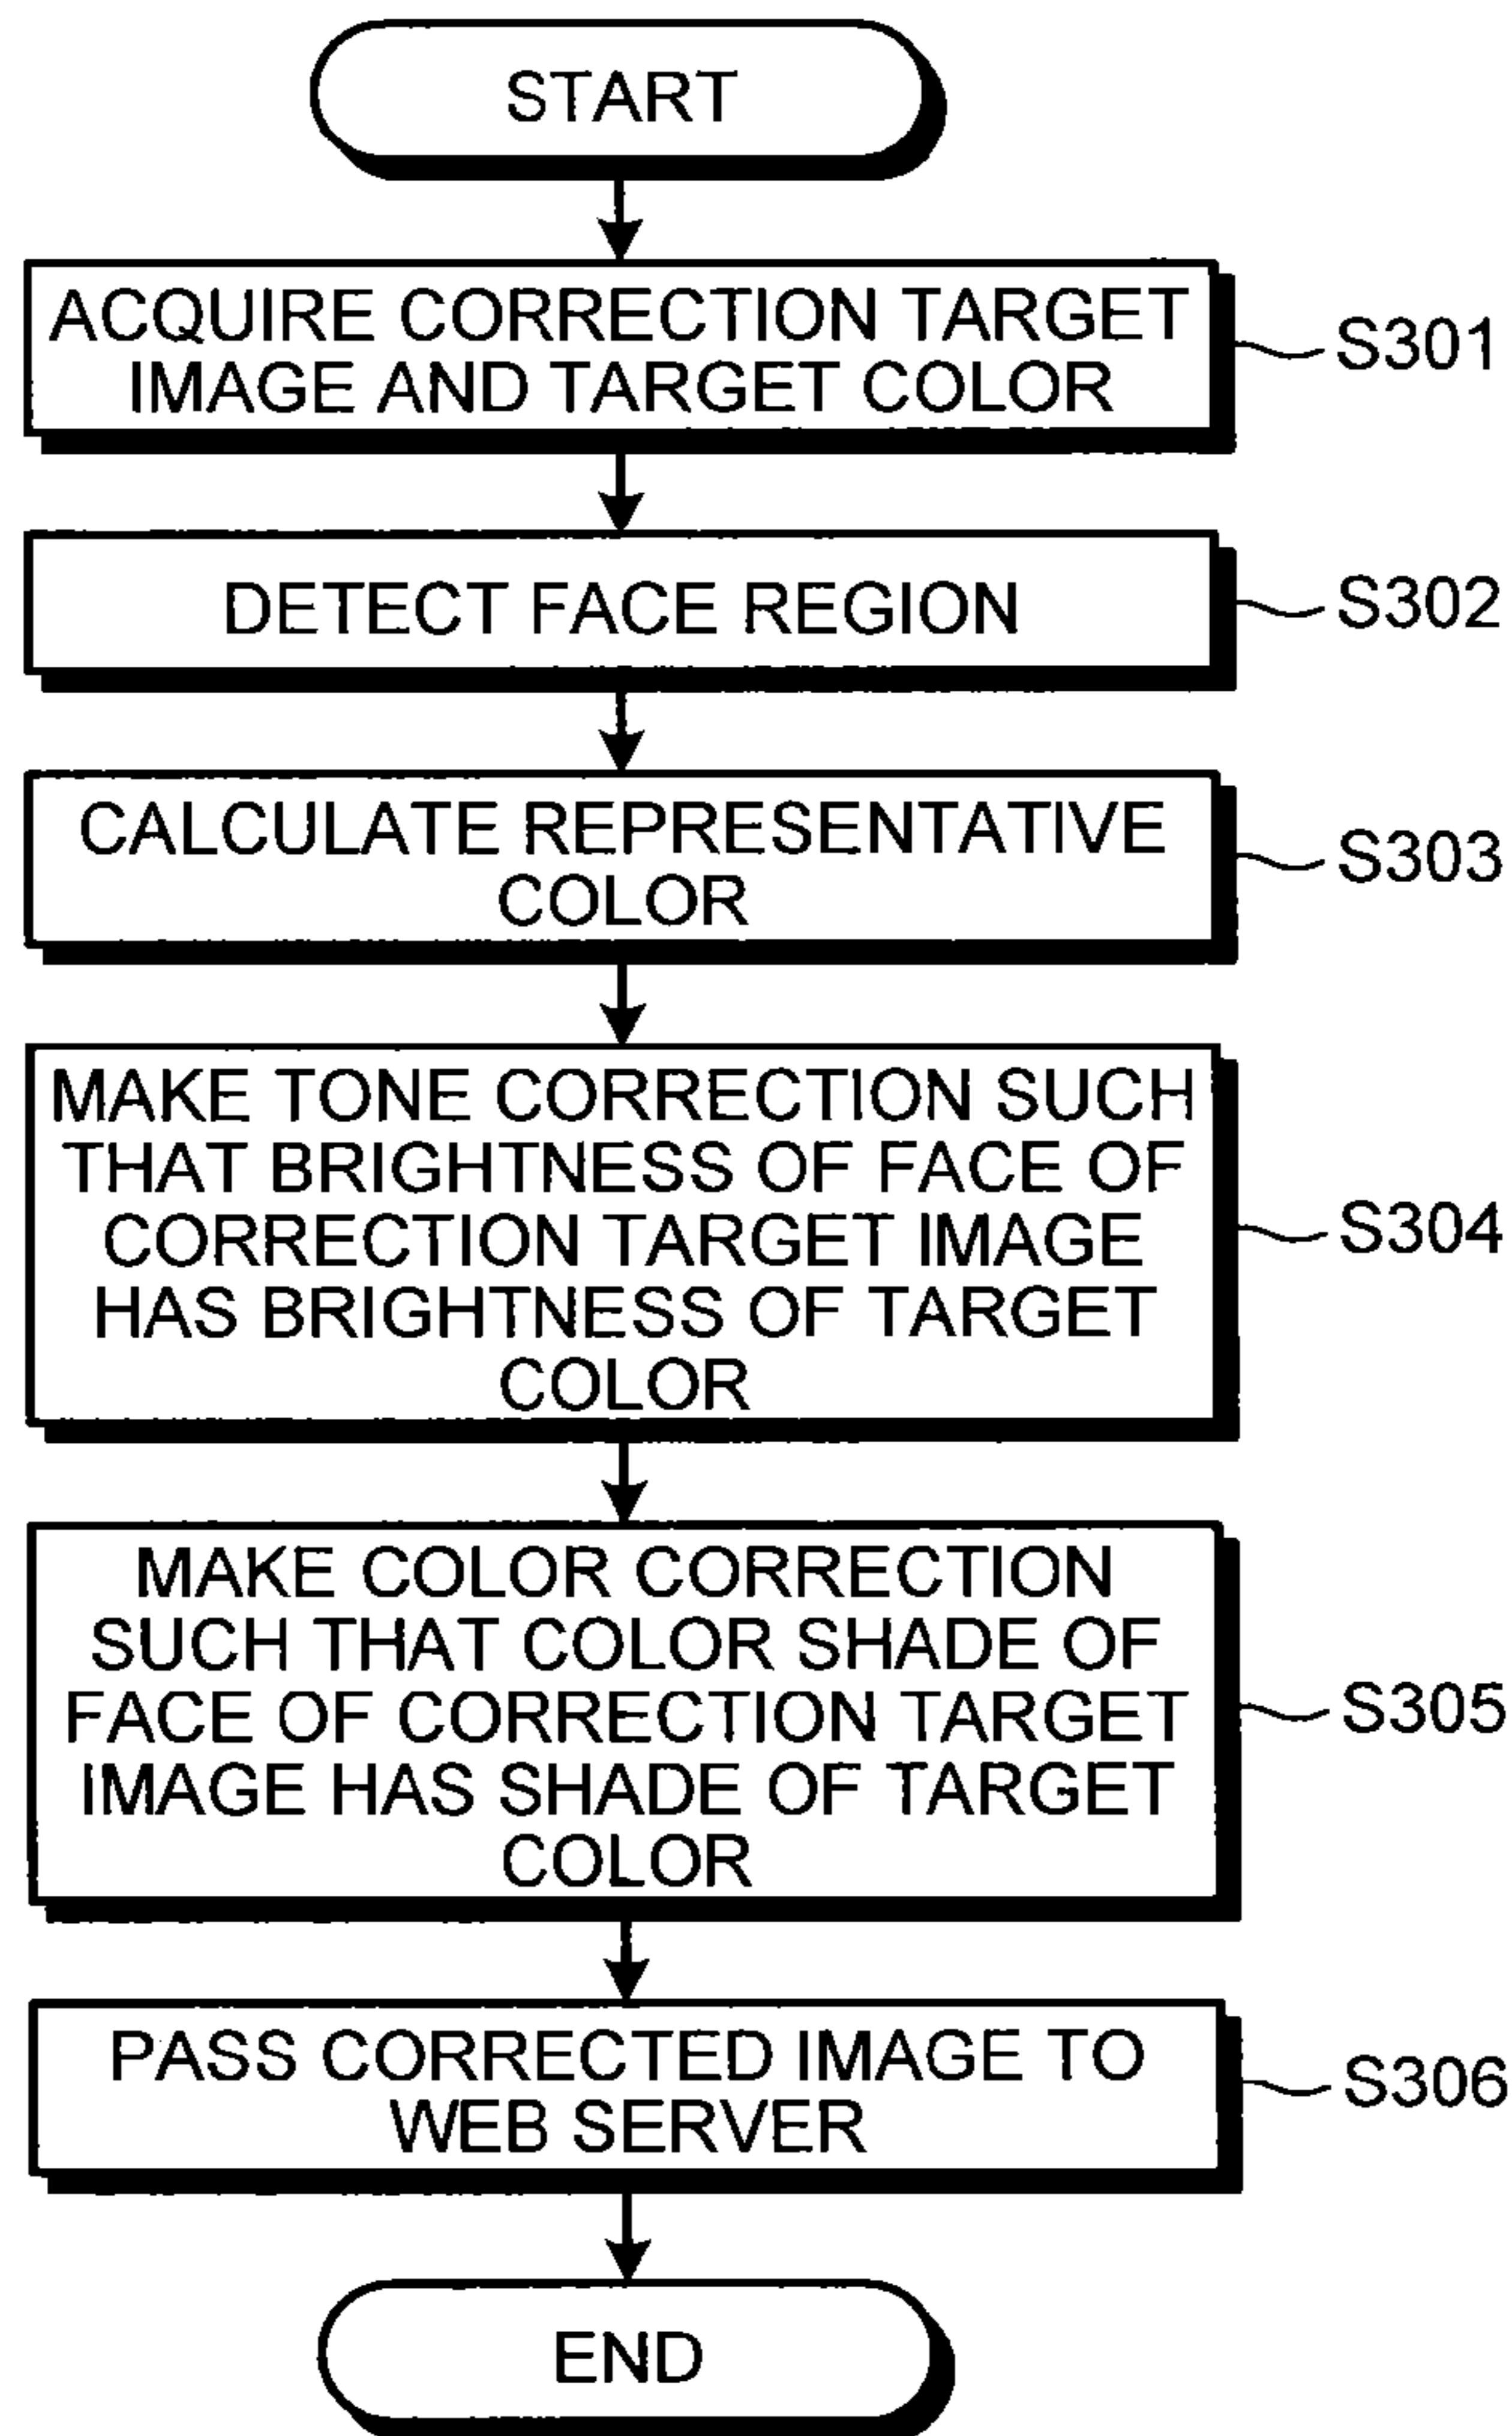 START
ACQUIRE CORRECTION TARGET
IMAGE AND TARGET COLOR
S301
DETECT FACE REGION
S302
CALCULATE REPRESENTATIVE
COLOR
S303
MAKE TONE CORRECTION SUCH
THAT BRIGHTNESS OF FACE OF
CORRECTION TARGET IMAGE
HAS BRIGHTNESS OF TARGET
COLOR
S304
MAKE COLOR CORRECTION
SUCH THAT COLOR SHADE OF
FACE OF CORRECTION TARGET
IMAGE HAS SHADE OF TARGET
COLOR
S305
PASS CORRECTED IMAGE TO
WEB SERVER
S306
END